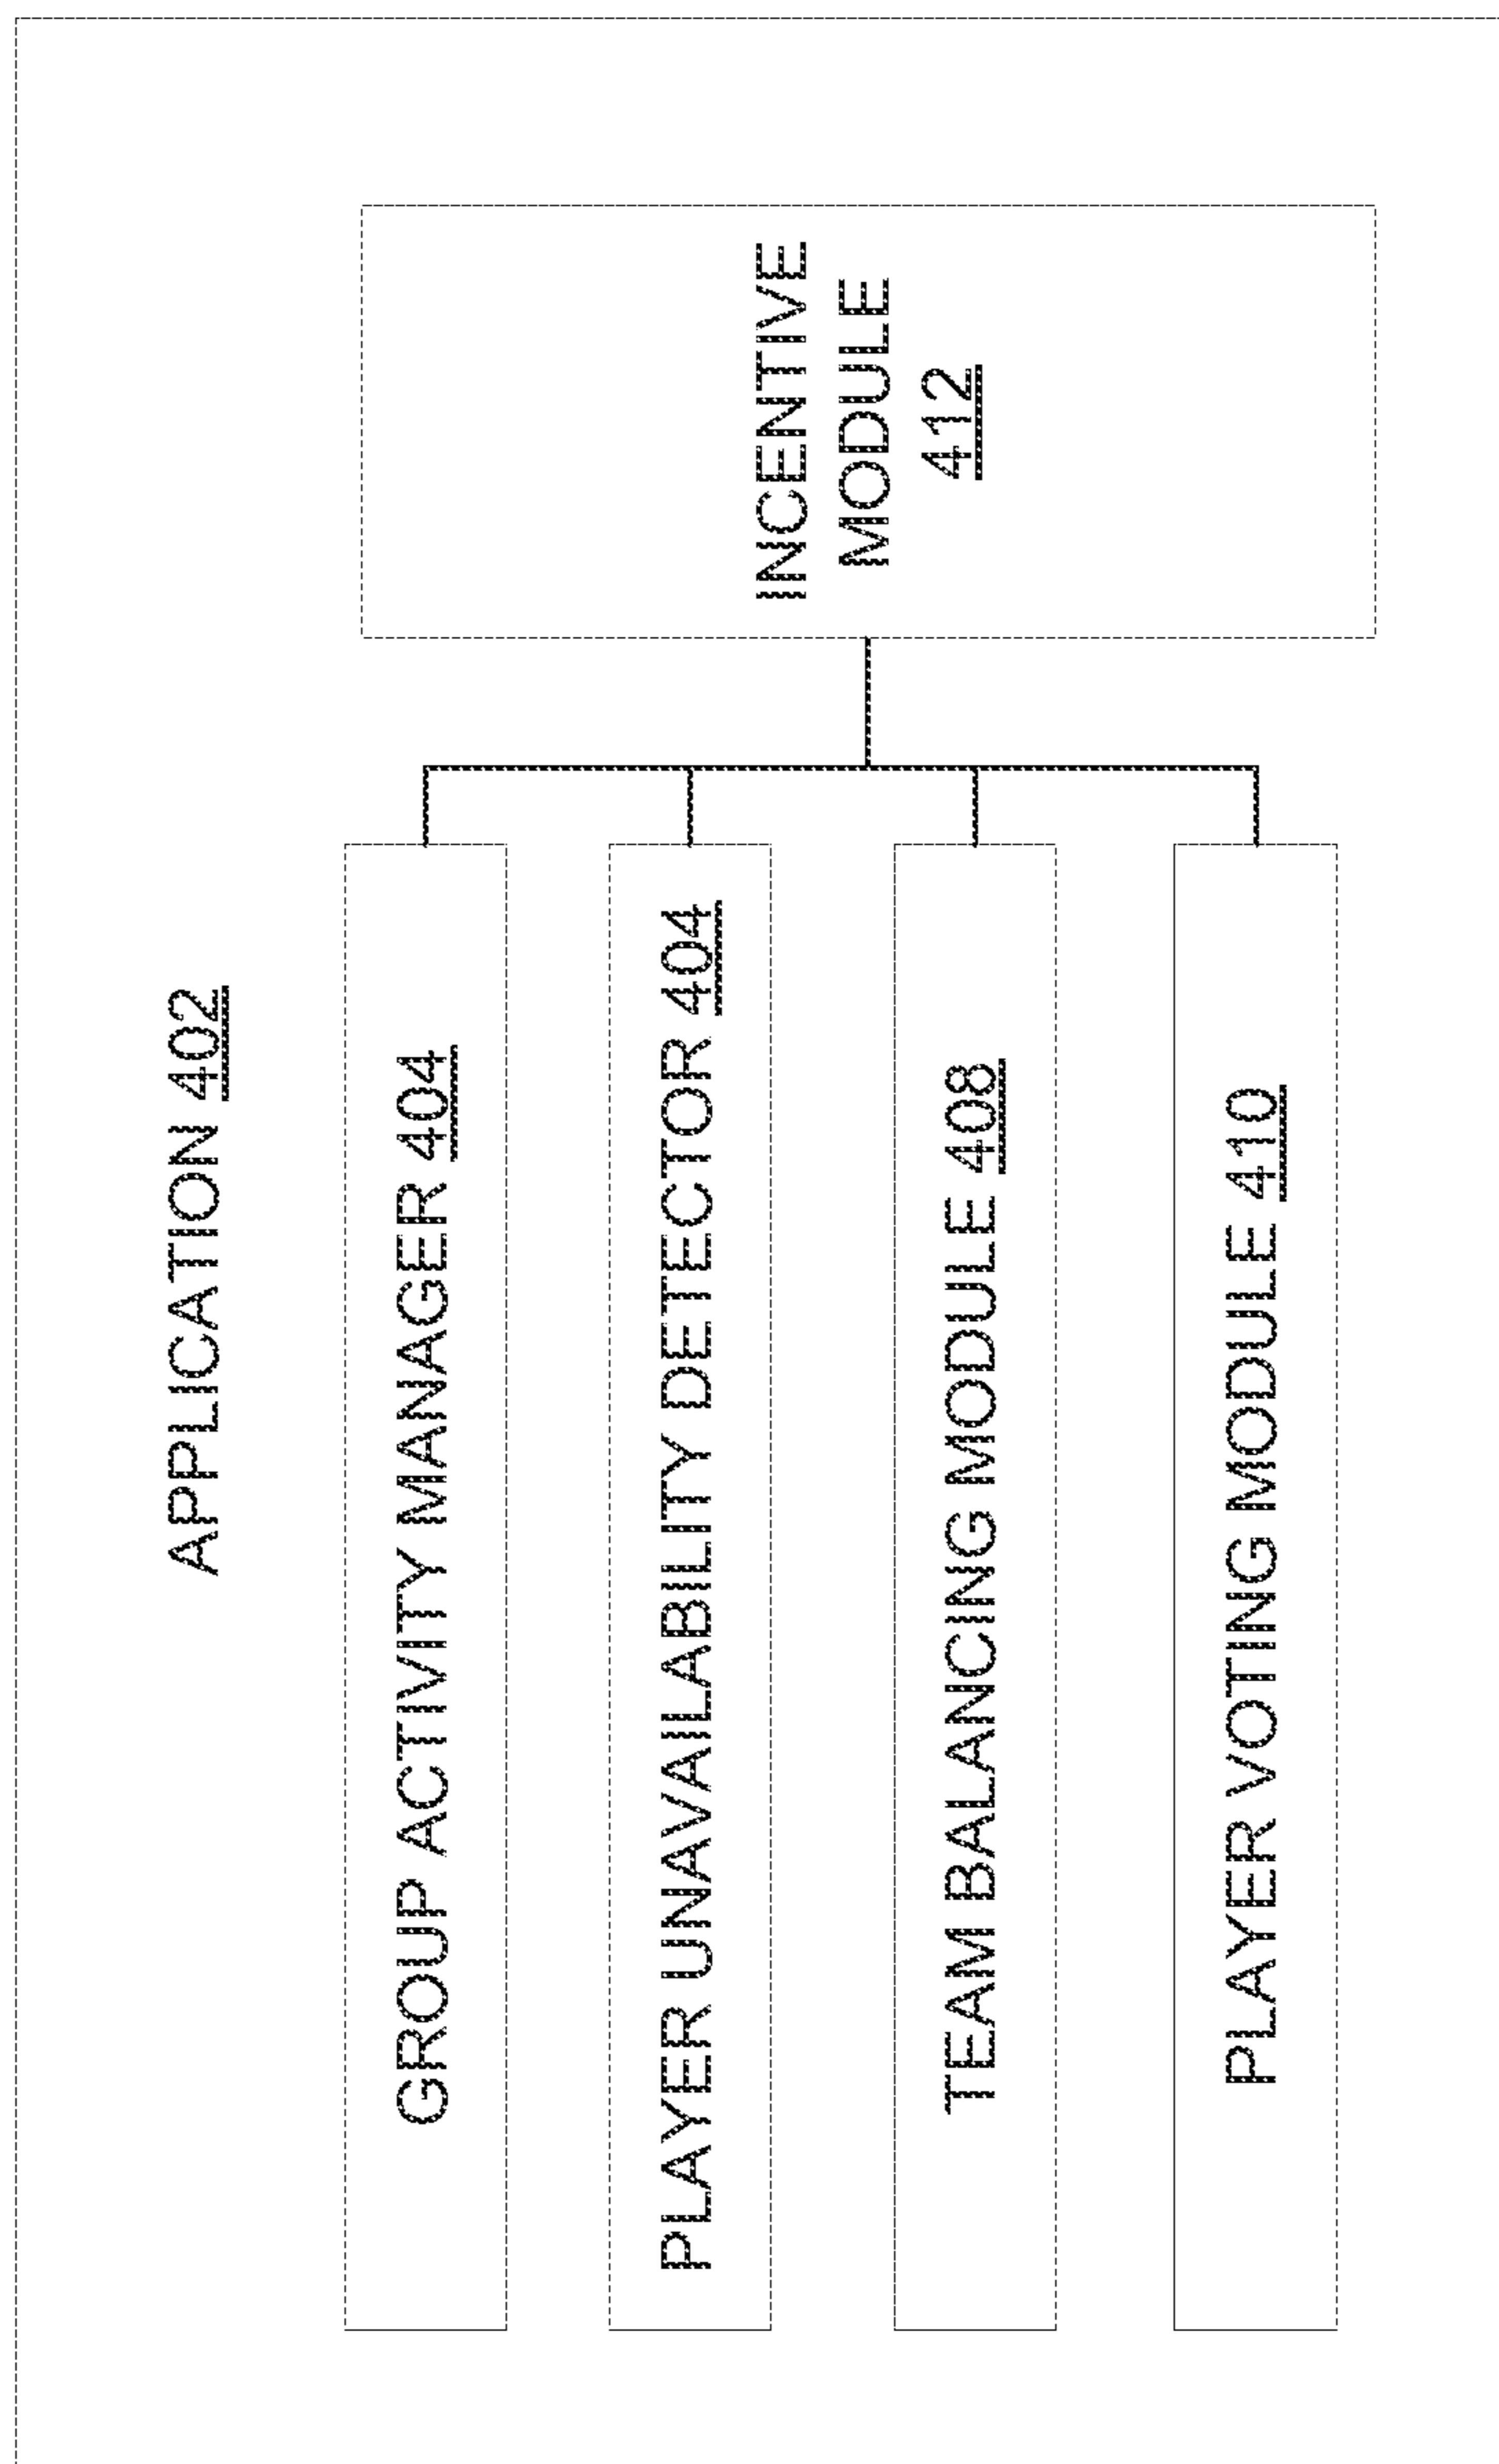 APPLICATION 402
GROUP ACTIVITY MANAGER 404
PLAYER UNAVAILABILITY DETECTOR 404
TEAM BALANCING MODULE 408
PLAYER VOTING MODULE 410
INCENTIVE
MODULE
412